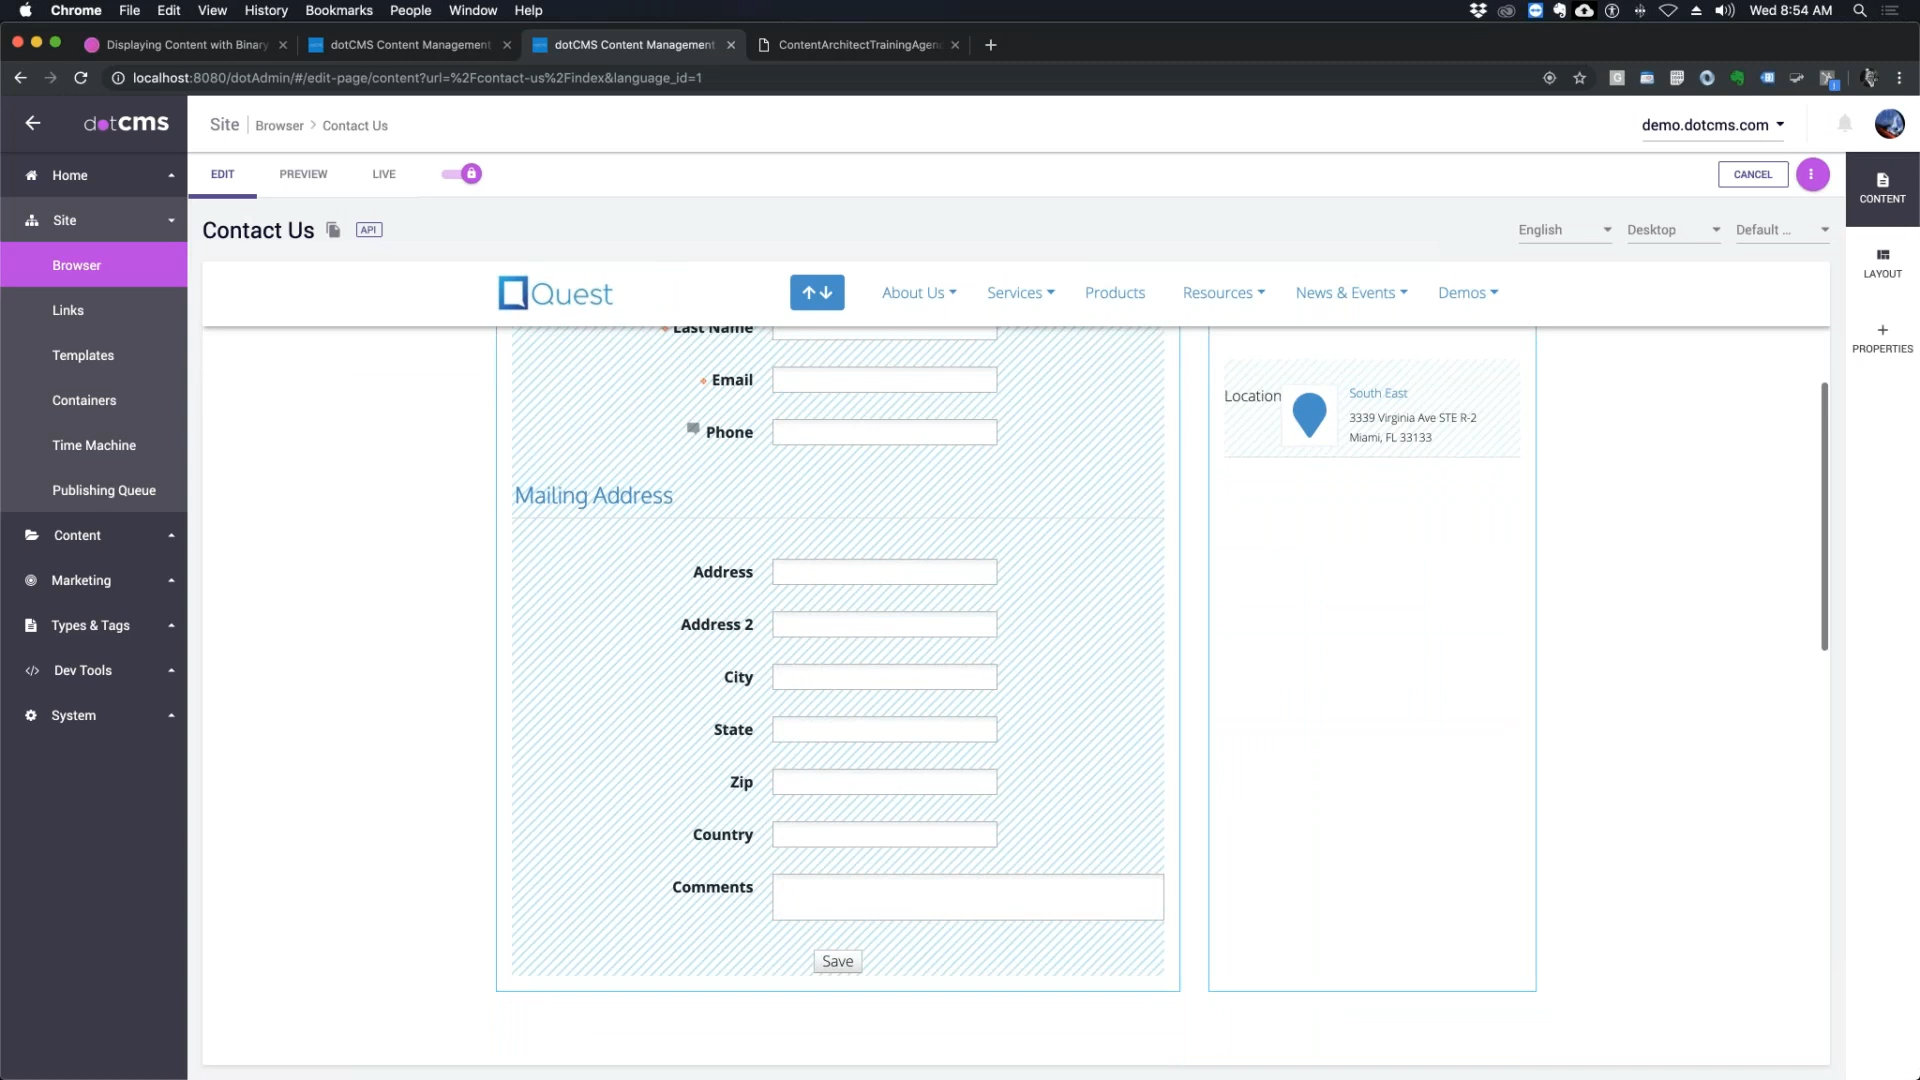 Chrome File Edit View History Bookmarks People Window Help Wed 8:54 AM
Displaying Content with Binary dotCMS Content Management dotCMS Content Management ContentArchitectTrainingAgen
localhost:8080/dotAdmin/#/edit-page/content?url=%2Fcontact-us%2Findex&language_id=1
dotCMS Site Browser > Contact Us demo.dotcms.com
EDIT PREVIEW LIVE CANCEL
Contact Us API English Desktop Default ...
Home
Site
Browser
Links
Templates
Containers
Time Machine
Publishing Queue
Content
Marketing
Types & Tags
Dev Tools
System
Quest About Us Services Products Resources News & Events Demos
Last Name
Email
Phone
Mailing Address
Address
Address 2
City
State
Zip
Country
Comments
Save
Location
South East
3339 Virginia Ave STE R-2
Miami, FL 33133
CONTENT
LAYOUT
PROPERTIES